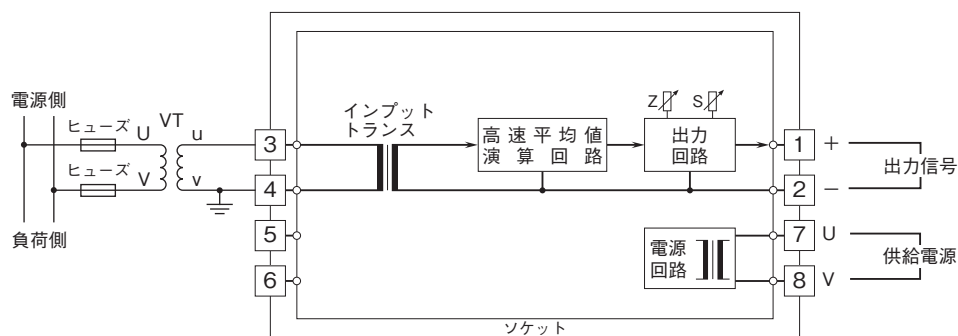 電源側
ヒューズ
U
VT
u
ヒューズ
V
v
負荷側
3
4
5
6
インプット
トランス
高速平均値
演算回路
Z
S
出力
回路
電源
回路
1
+
2
−
出力信号
7
U
8
V
供給電源
ソケット